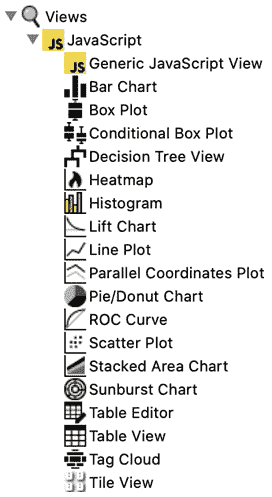 Views
JS JavaScript
JS Generic JavaScript View
Bar Chart
Box Plot
Conditional Box Plot
Decision Tree View
Heatmap
Histogram
Lift Chart
Line Plot
Parallel Coordinates Plot
Pie/Donut Chart
ROC Curve
Scatter Plot
Stacked Area Chart
Sunburst Chart
Table Editor
Table View
Tag Cloud
Tile View